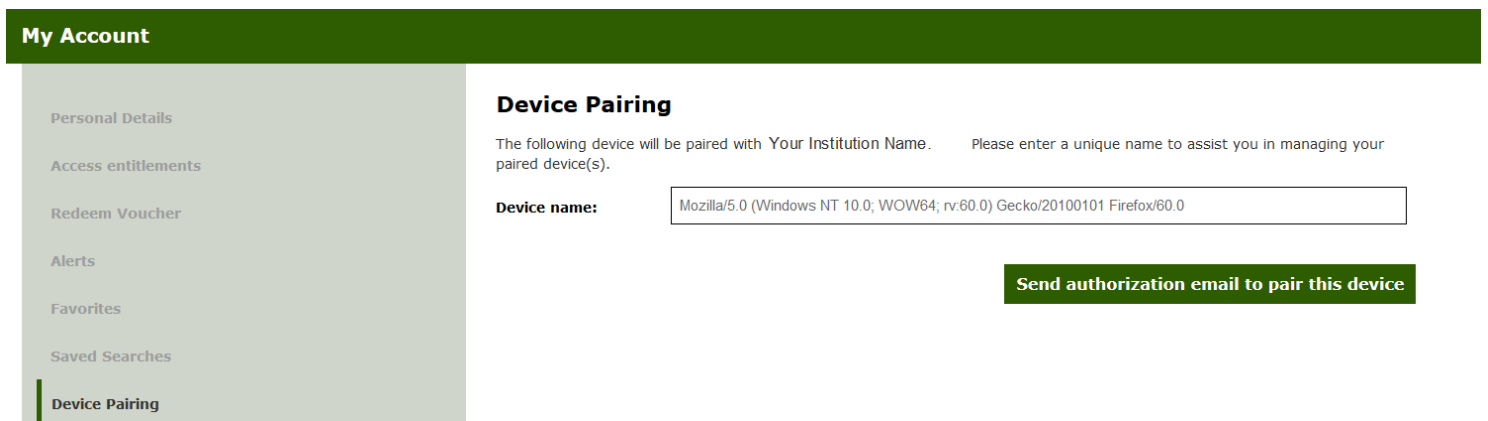 My Account
Personal Details
Access entitlements
Redeem Voucher
Alerts
Favorites
Saved Searches
Device Pairing
Device Pairing
The following device will be paired with Your Institution Name. Please enter a unique name to assist you in managing your
paired device(s).
Device name: Mozilla/5.0 (Windows NT 10.0; WOW64; rv:60.0) Gecko/20100101 Firefox/60.0
Send authorization email to pair this device